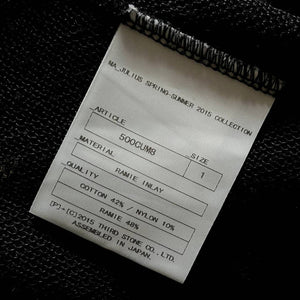 MA_JULIUS SPRING-SUMMER 2015 COLLECTION
ARTICLE
SIZE
500CUM8
1
MATERIAL
RAMIE INLAY
QUALITY
COTTON 42% / NYLON 10%
RAMIE 48%
[P]+[C]2015 THIRD STONE CO.,LTD.
ASSEMBLED IN JAPAN.